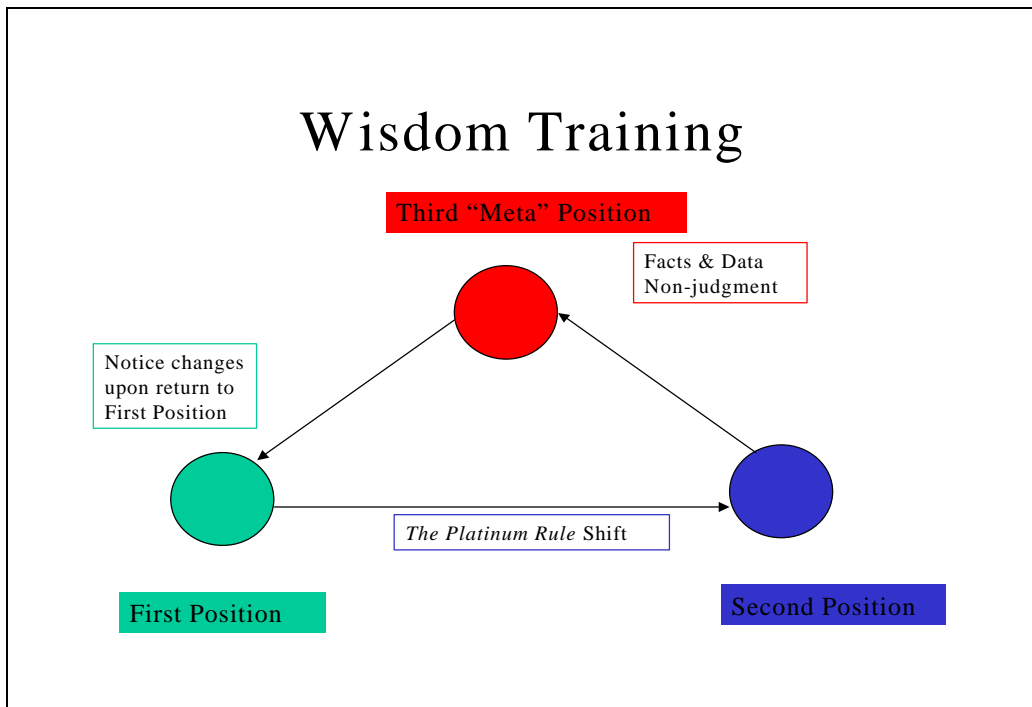 Wisdom Training
Third “Meta” Position
Facts & Data
Non-judgment
Notice changes
upon return to
First Position
The Platinum Rule Shift
First Position
Second Position